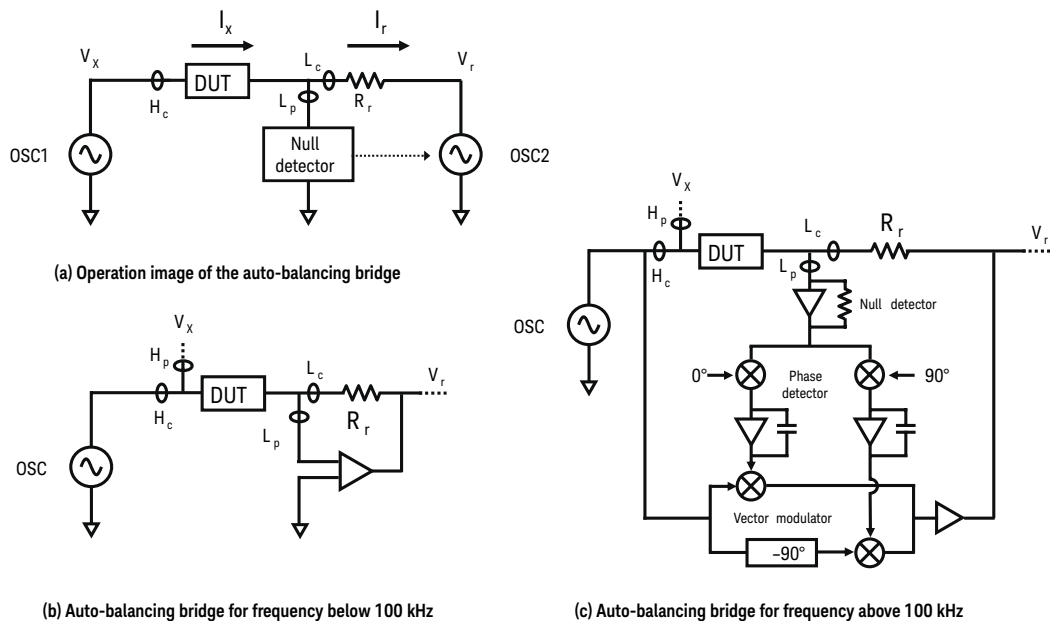 I x
I r
V x
L c
V r
DUT
H c
L p
R r
OSC1
Null
detector
OSC2
(a) Operation image of the auto-balancing bridge
V x
H p
L c
V r
DUT
H c
R r
L p
OSC
(b) Auto-balancing bridge for frequency below 100 kHz
V x
H p
L c
R r
V r
DUT
H c
L p
Null detector
OSC
0°
Phase
detector
90°
Vector modulator
–90°
(c) Auto-balancing bridge for frequency above 100 kHz